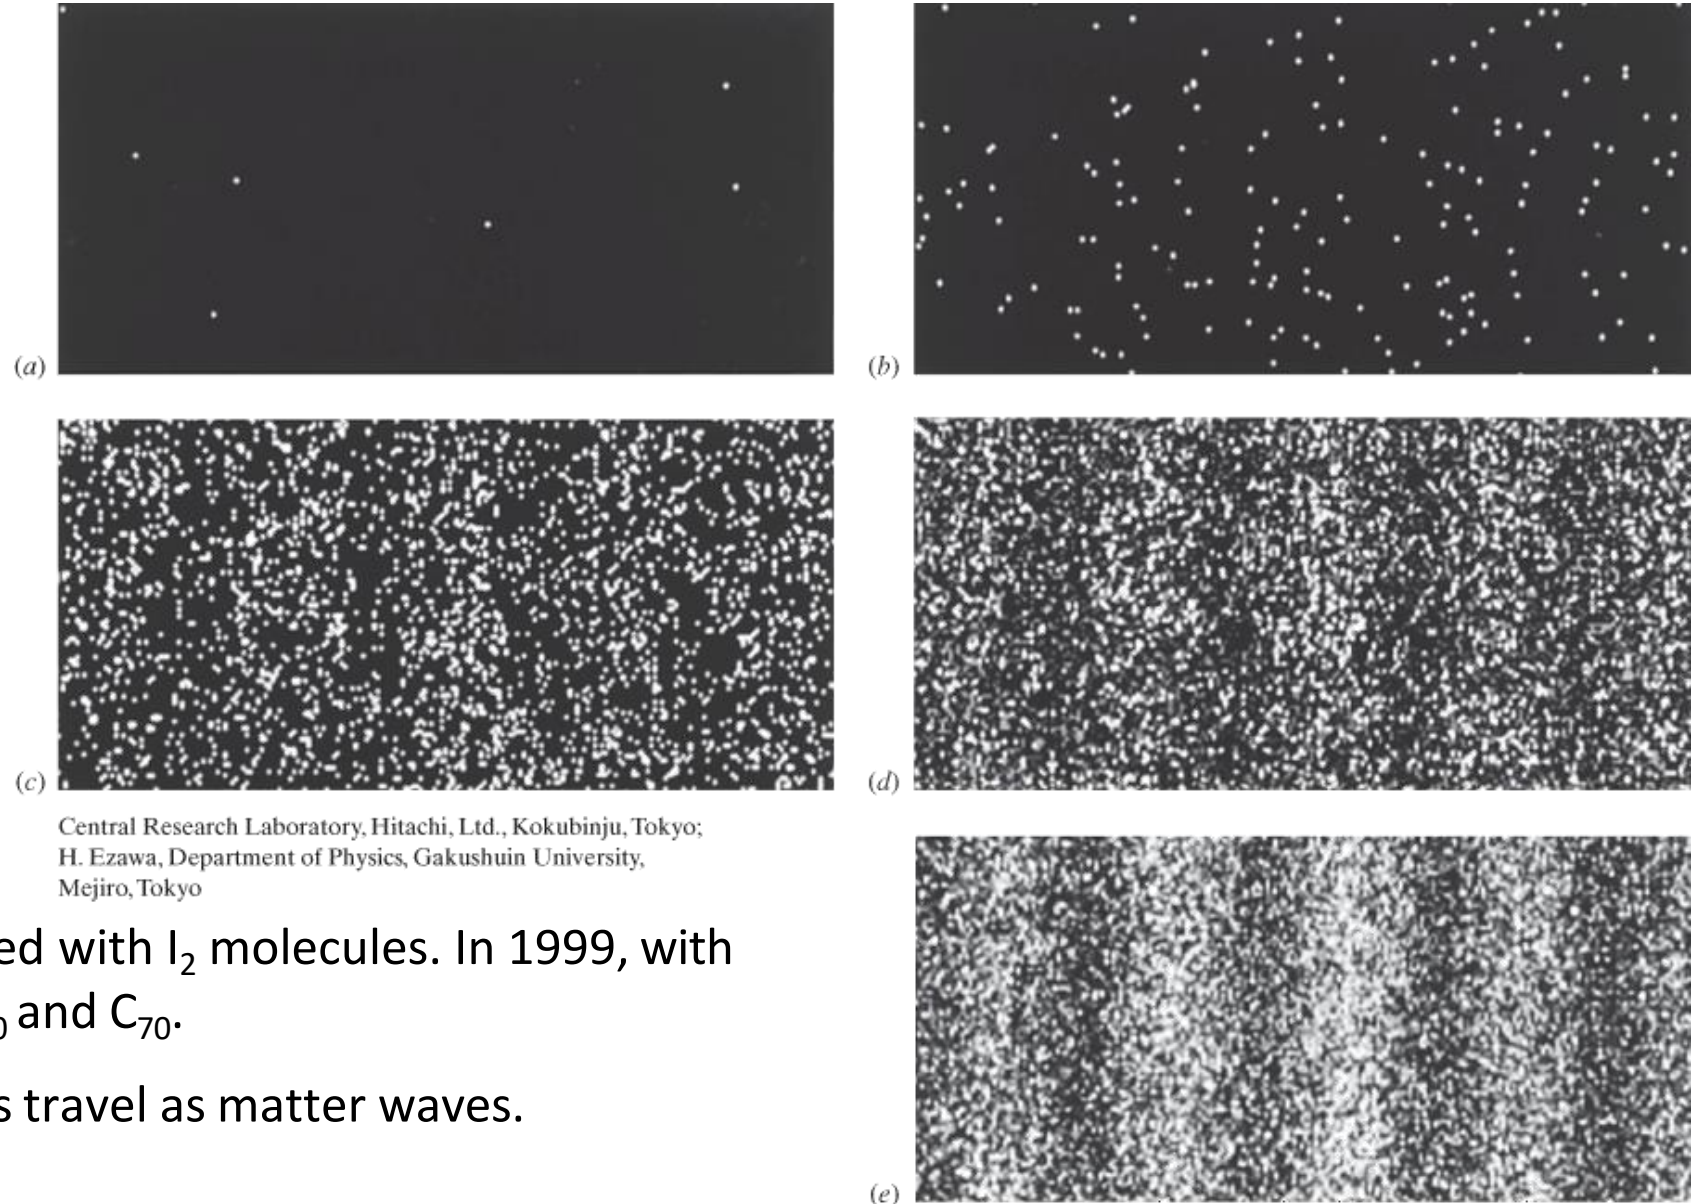 (a)
(b)
(c)
(d)
Central Research Laboratory, Hitachi, Ltd., Kokubinju, Tokyo;
H. Ezawa, Department of Physics, Gakushuin University,
Mejiro, Tokyo
ed with I₂ molecules. In 1999, with
0 and C₇₀.
s travel as matter waves.
(e)